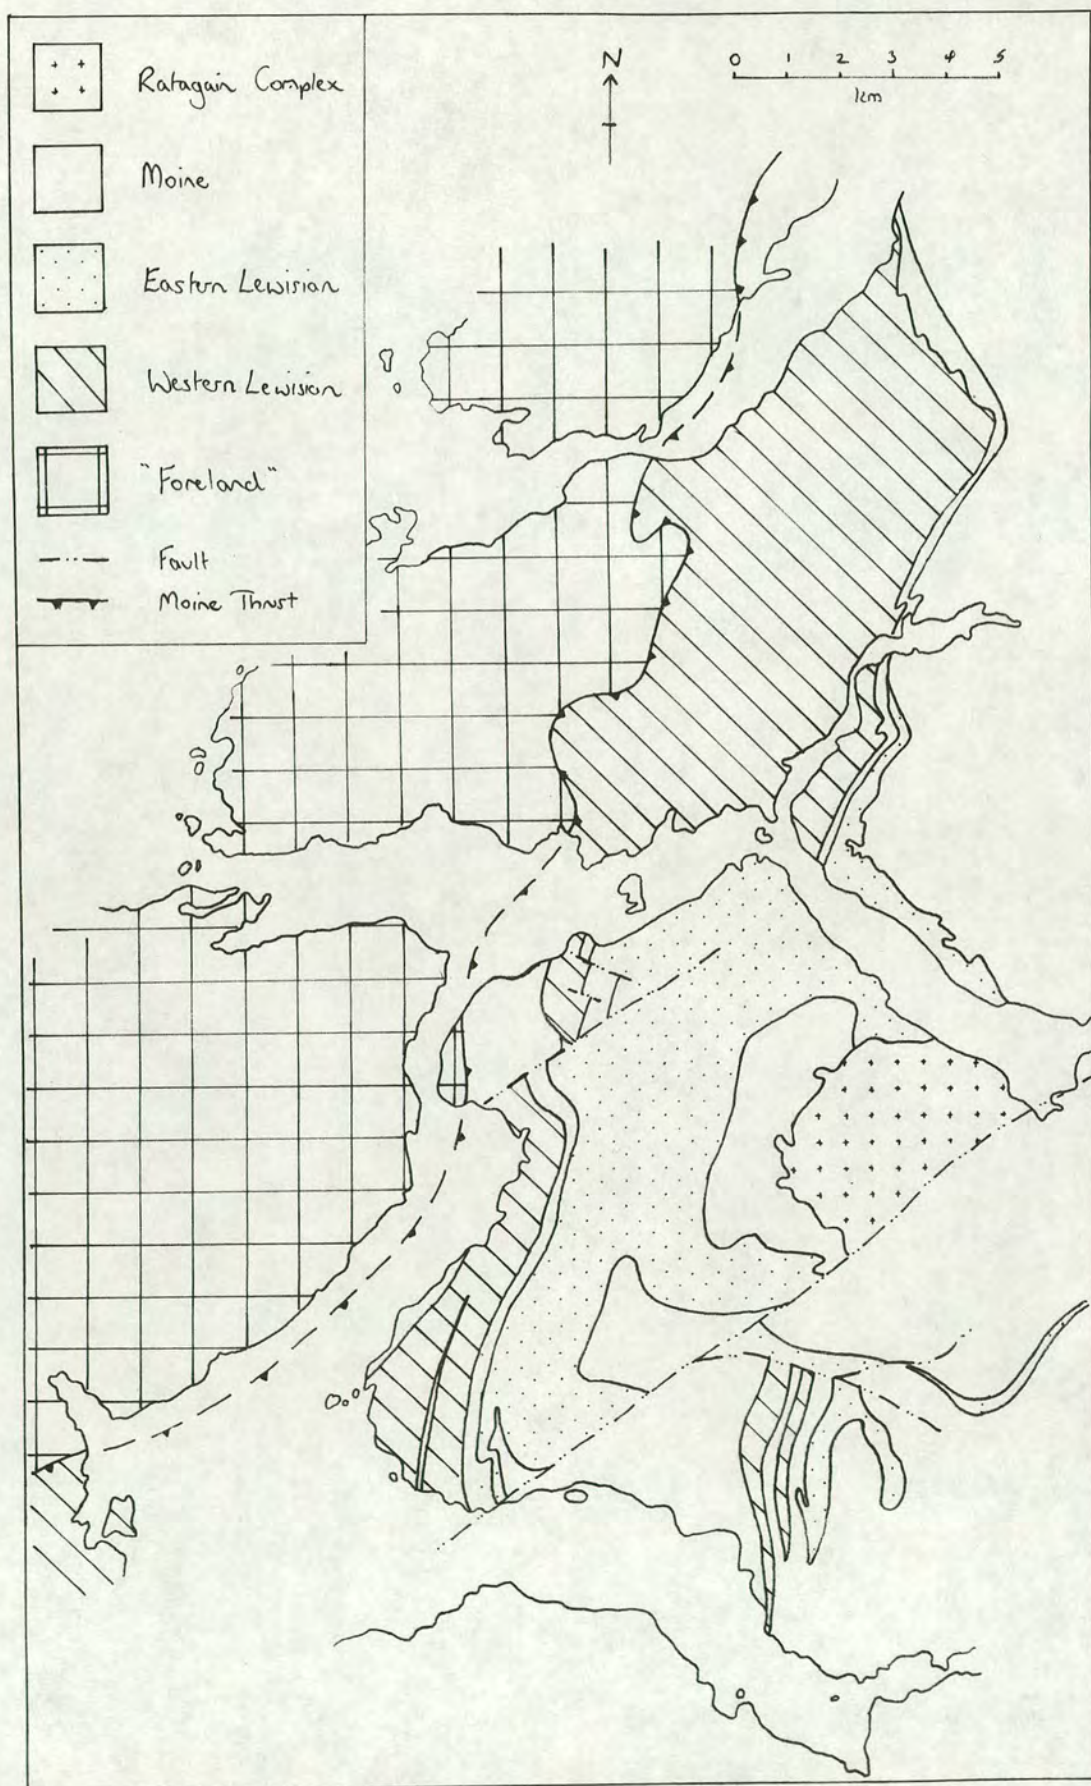 Ratagain Complex
Moine
Eastern Lewisian
Western Lewisian
"Foreland"
Fault
Moine Thrust
N
0 1 2 3 4 5
km